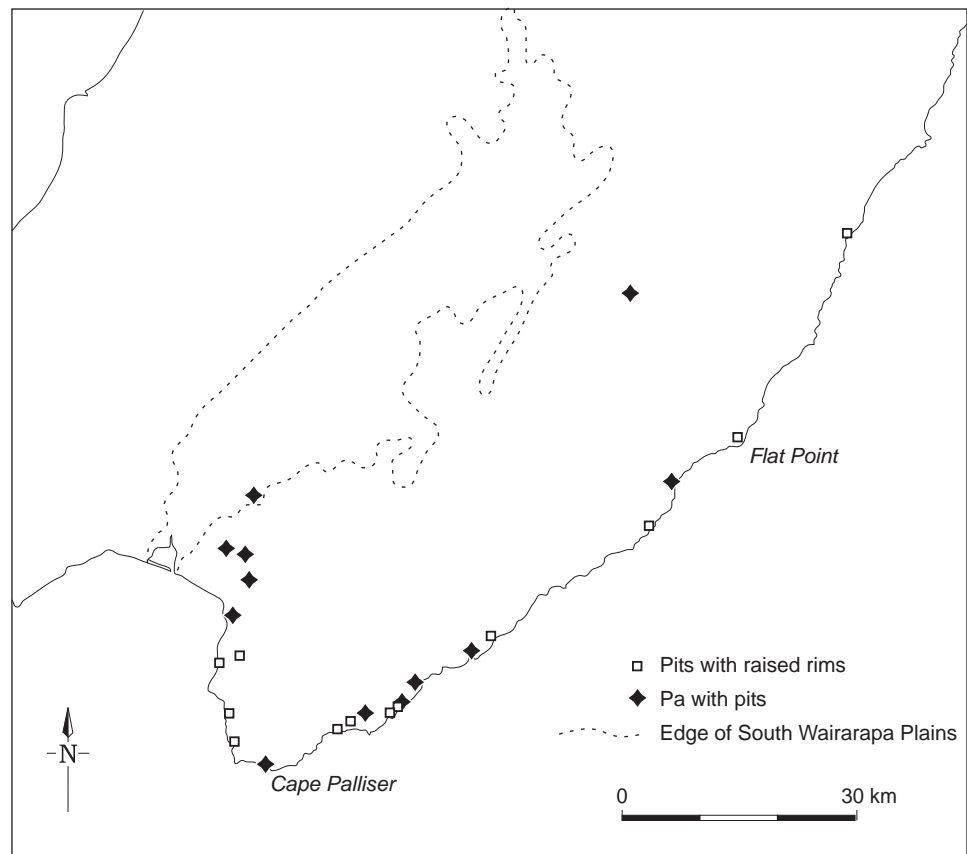 Flat Point
Pits with raised rims
Pa with pits
Edge of South Wairarapa Plains
N
Cape Palliser
0 30 km